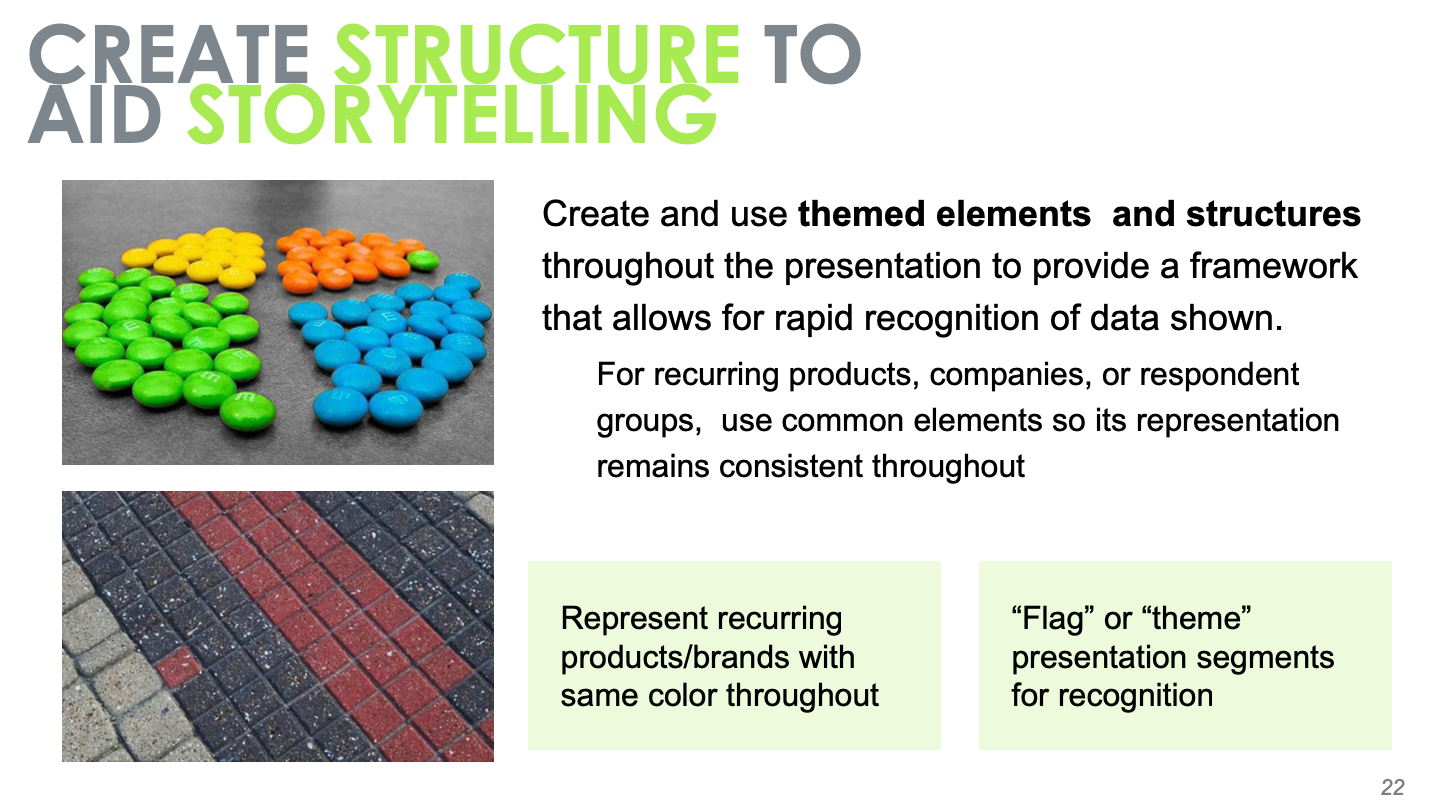 CREATE STRUCTURE TO
AID STORYTELLING
Create and use themed elements  and structures
throughout the presentation to provide a framework
that allows for rapid recognition of data shown.
For recurring products, companies, or respondent
groups,  use common elements so its representation
remains consistent throughout
Represent recurring
products/brands with
same color throughout
“Flag” or “theme”
presentation segments
for recognition
22